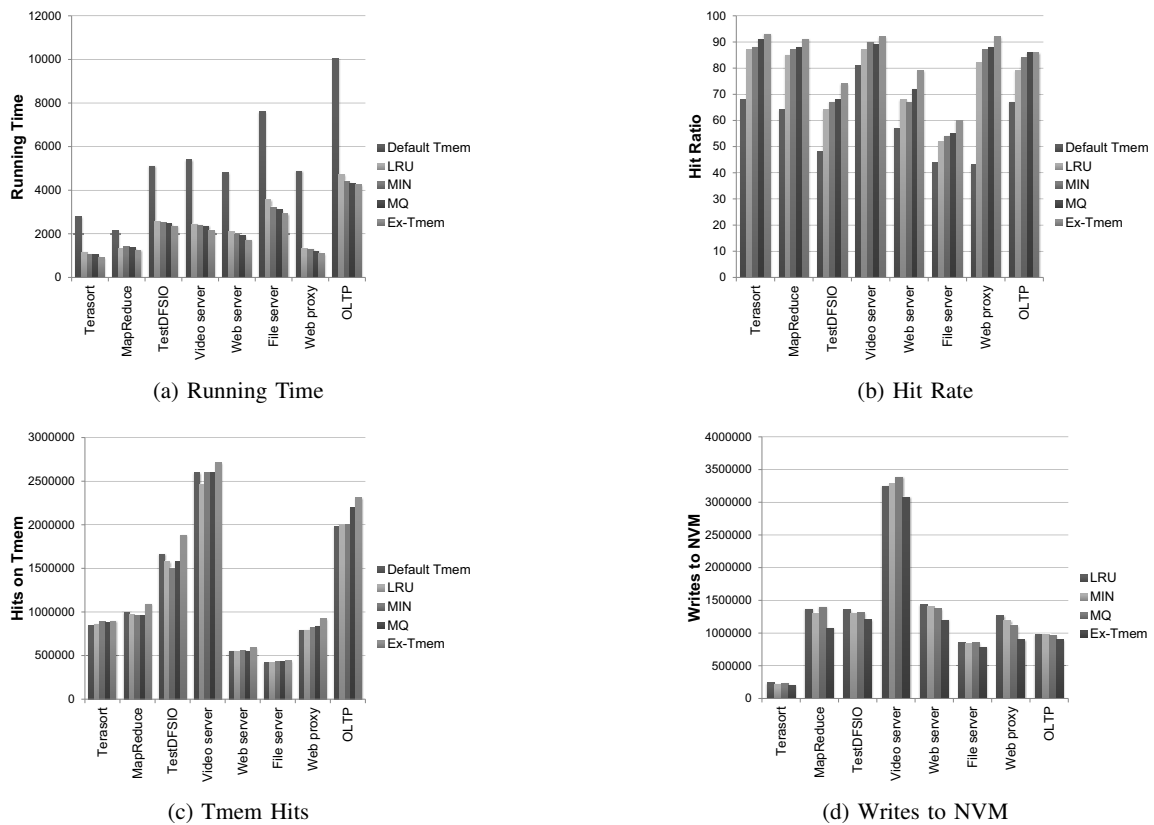 12000
10000
8000
6000
4000
2000
0
Running Time
Terasort
MapReduce
TestDFSIO
Video server
Web server
File server
Web proxy
OLTP
Default Tmem
LRU
MIN
MQ
Ex-Tmem
(a) Running Time
100
90
80
70
60
50
40
30
20
10
0
Hit Ratio
Terasort
MapReduce
TestDFSIO
Video server
Web server
File server
Web proxy
OLTP
Default Tmem
LRU
MIN
MQ
Ex-Tmem
(b) Hit Rate
3000000
2500000
2000000
1500000
1000000
500000
0
Hits on Tmem
Terasort
MapReduce
TestDFSIO
Video server
Web server
File server
Web proxy
OLTP
Default Tmem
LRU
MIN
MQ
Ex-Tmem
(c) Tmem Hits
4000000
3500000
3000000
2500000
2000000
1500000
1000000
500000
0
Writes to NVM
Terasort
MapReduce
TestDFSIO
Video server
Web server
File server
Web proxy
OLTP
LRU
MIN
MQ
Ex-Tmem
(d) Writes to NVM